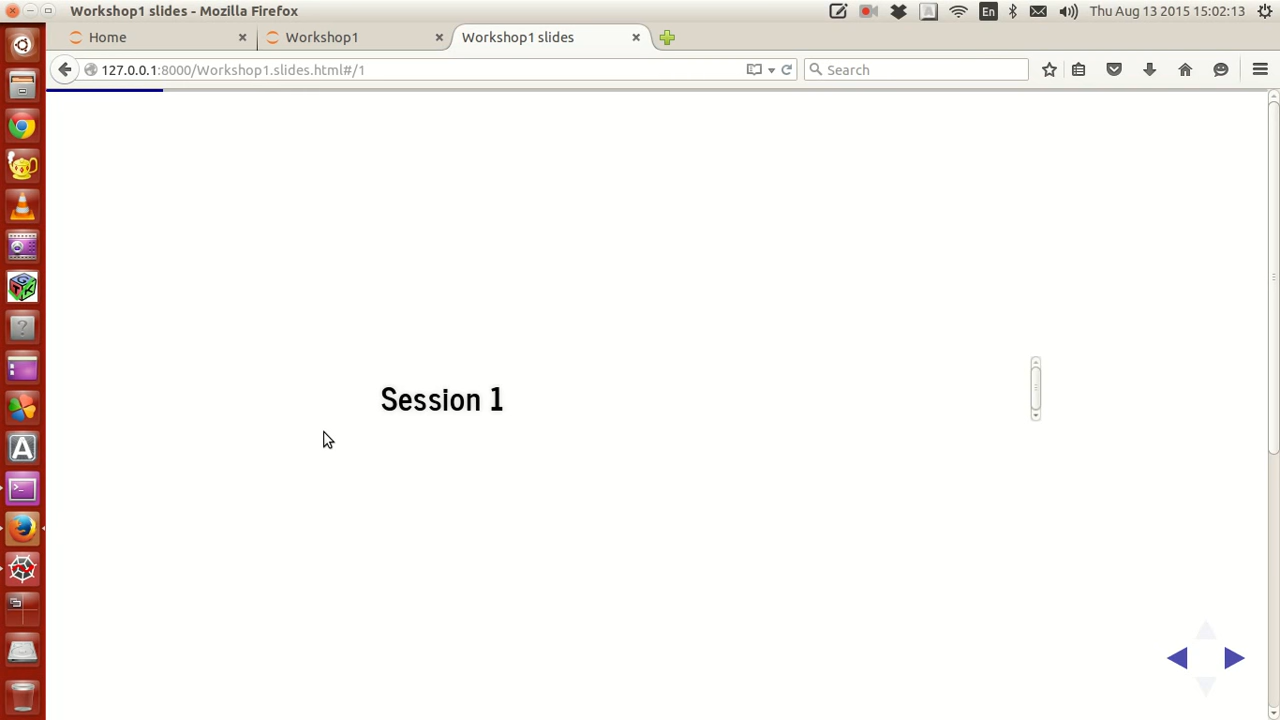 Workshop1 slides - Mozilla Firefox
En
Thu Aug 13 2015 15:02:13
Home
Workshop1
Workshop1 slides
127.0.0.1:8000/Workshop1.slides.html#/1
Search
Session 1